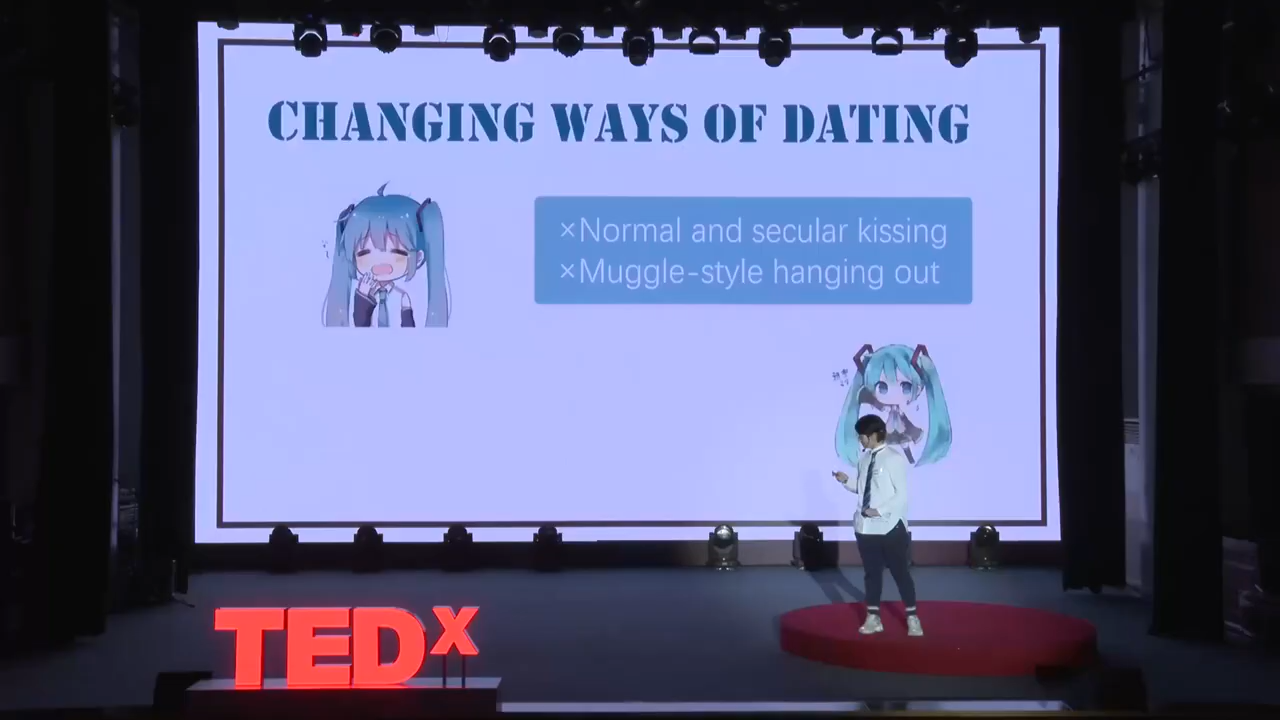 CHANGING WAYS OF DATING
×Normal and secular kissing
×Muggle-style hanging out
TEDx